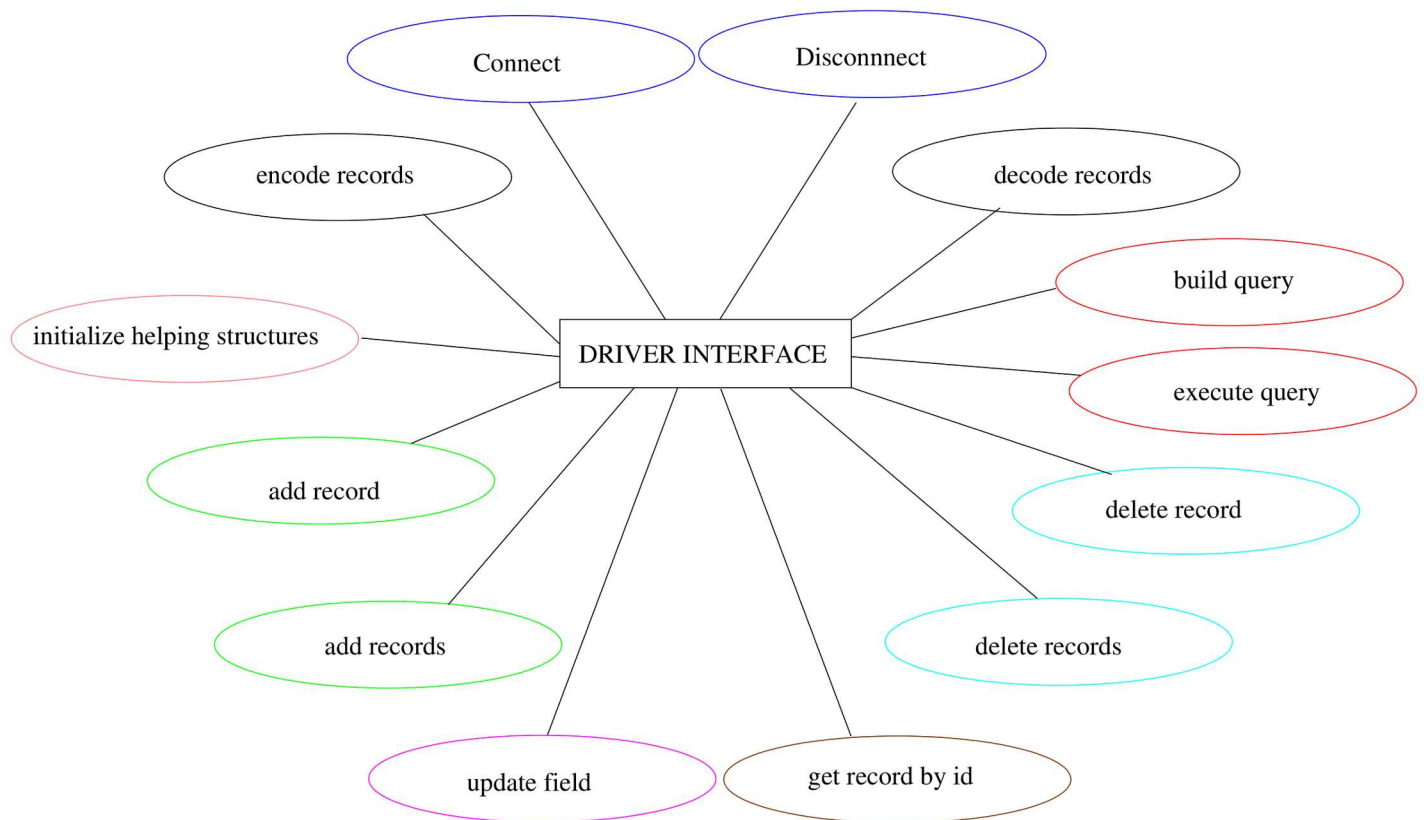 Connect
Disconnnect
encode records
decode records
build query
initialize helping structures
DRIVER INTERFACE
execute query
add record
delete record
add records
delete records
update field
get record by id